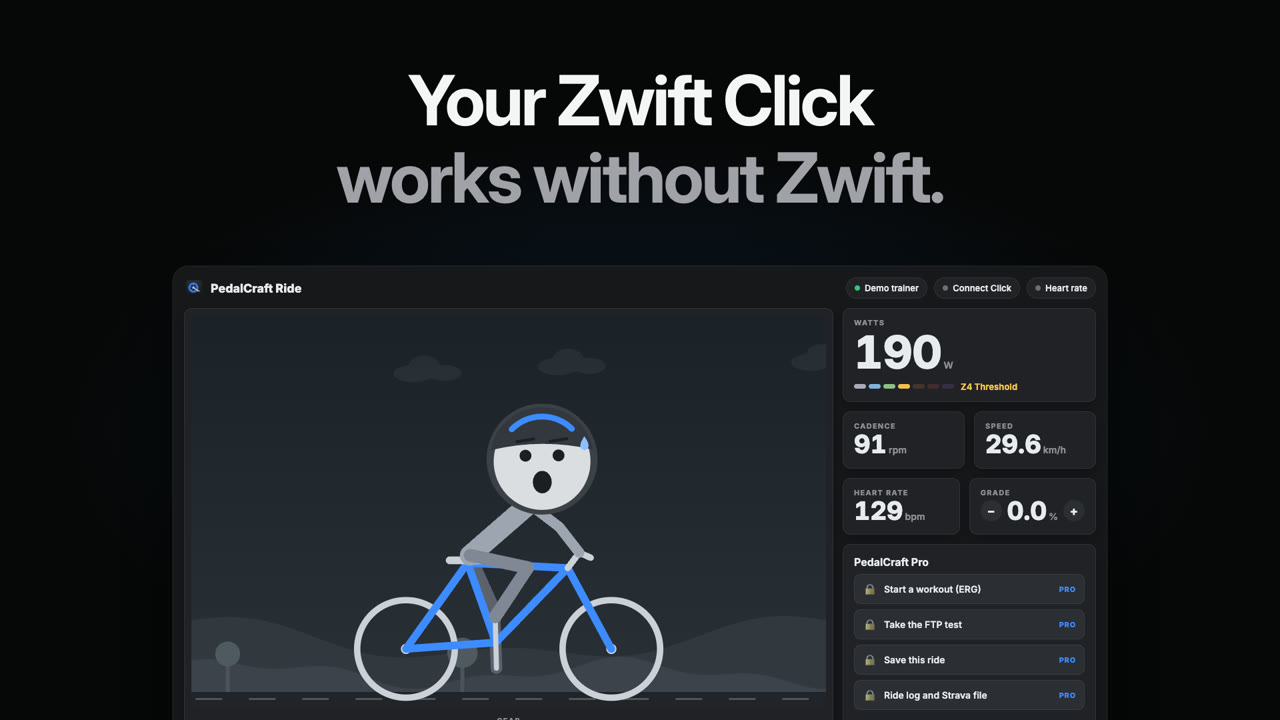 Your Zwift Click
works without Zwift.
PedalCraft Ride
Demo trainer
Connect Click
Heart rate
WATTS
190 W
Z4 Threshold
CADENCE
91 rpm
SPEED
29.6 km/h
HEART RATE
129 bpm
GRADE
− 0.0 % +
PedalCraft Pro
Start a workout (ERG) PRO
Take the FTP test PRO
Save this ride PRO
Ride log and Strava file PRO